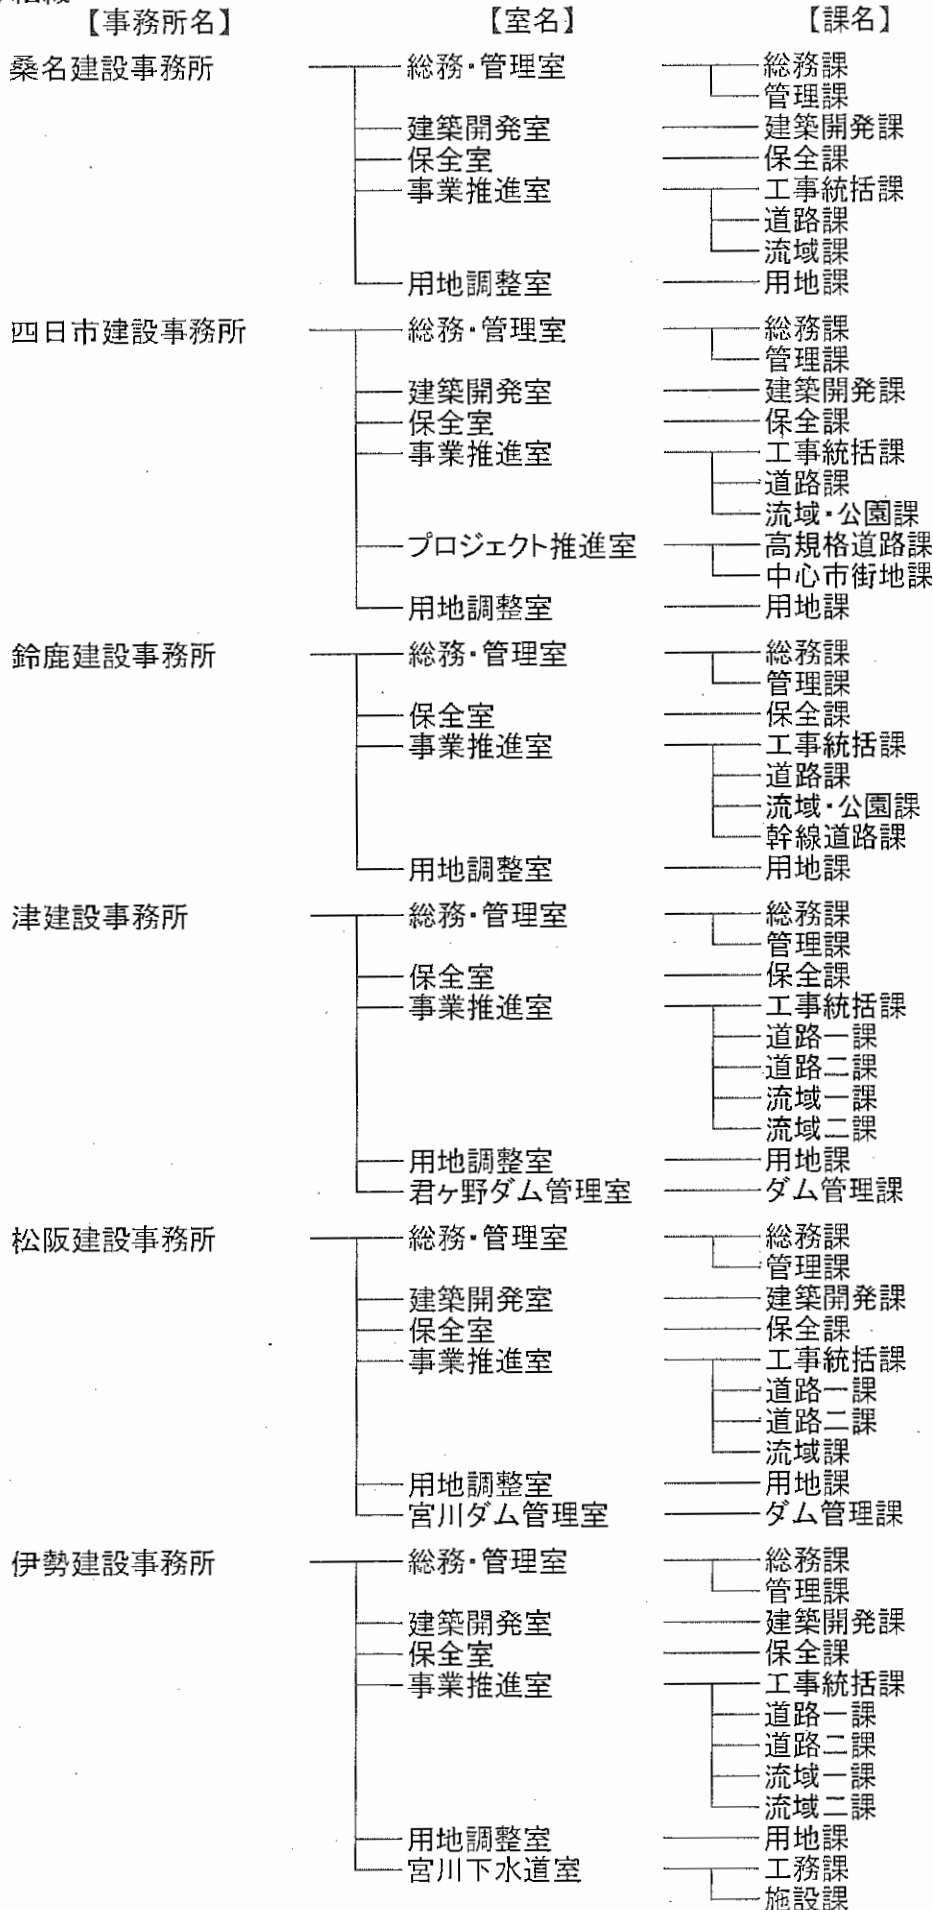 【事務所名】 【室名】 【課名】
桑名建設事務所 総務・管理室 総務課
管理課
建築開発室 建築開発課
保全室 保全課
事業推進室 工事統括課
道路課
流域課
用地調整室 用地課
四日市建設事務所 総務・管理室 総務課
管理課
建築開発室 建築開発課
保全室 保全課
事業推進室 工事統括課
道路課
流域・公園課
プロジェクト推進室 高規格道路課
中心市街地課
用地調整室 用地課
鈴鹿建設事務所 総務・管理室 総務課
管理課
保全室 保全課
事業推進室 工事統括課
道路課
流域・公園課
幹線道路課
用地調整室 用地課
津建設事務所 総務・管理室 総務課
管理課
保全室 保全課
事業推進室 工事統括課
道路一課
道路二課
流域一課
流域二課
用地調整室 用地課
君ヶ野ダム管理室 ダム管理課
松阪建設事務所 総務・管理室 総務課
管理課
建築開発室 建築開発課
保全室 保全課
事業推進室 工事統括課
道路一課
道路二課
流域課
用地調整室 用地課
宮川ダム管理室 ダム管理課
伊勢建設事務所 総務・管理室 総務課
管理課
建築開発室 建築開発課
保全室 保全課
事業推進室 工事統括課
道路一課
道路二課
流域一課
流域二課
用地調整室 用地課
宮川下水道室 工務課
施設課